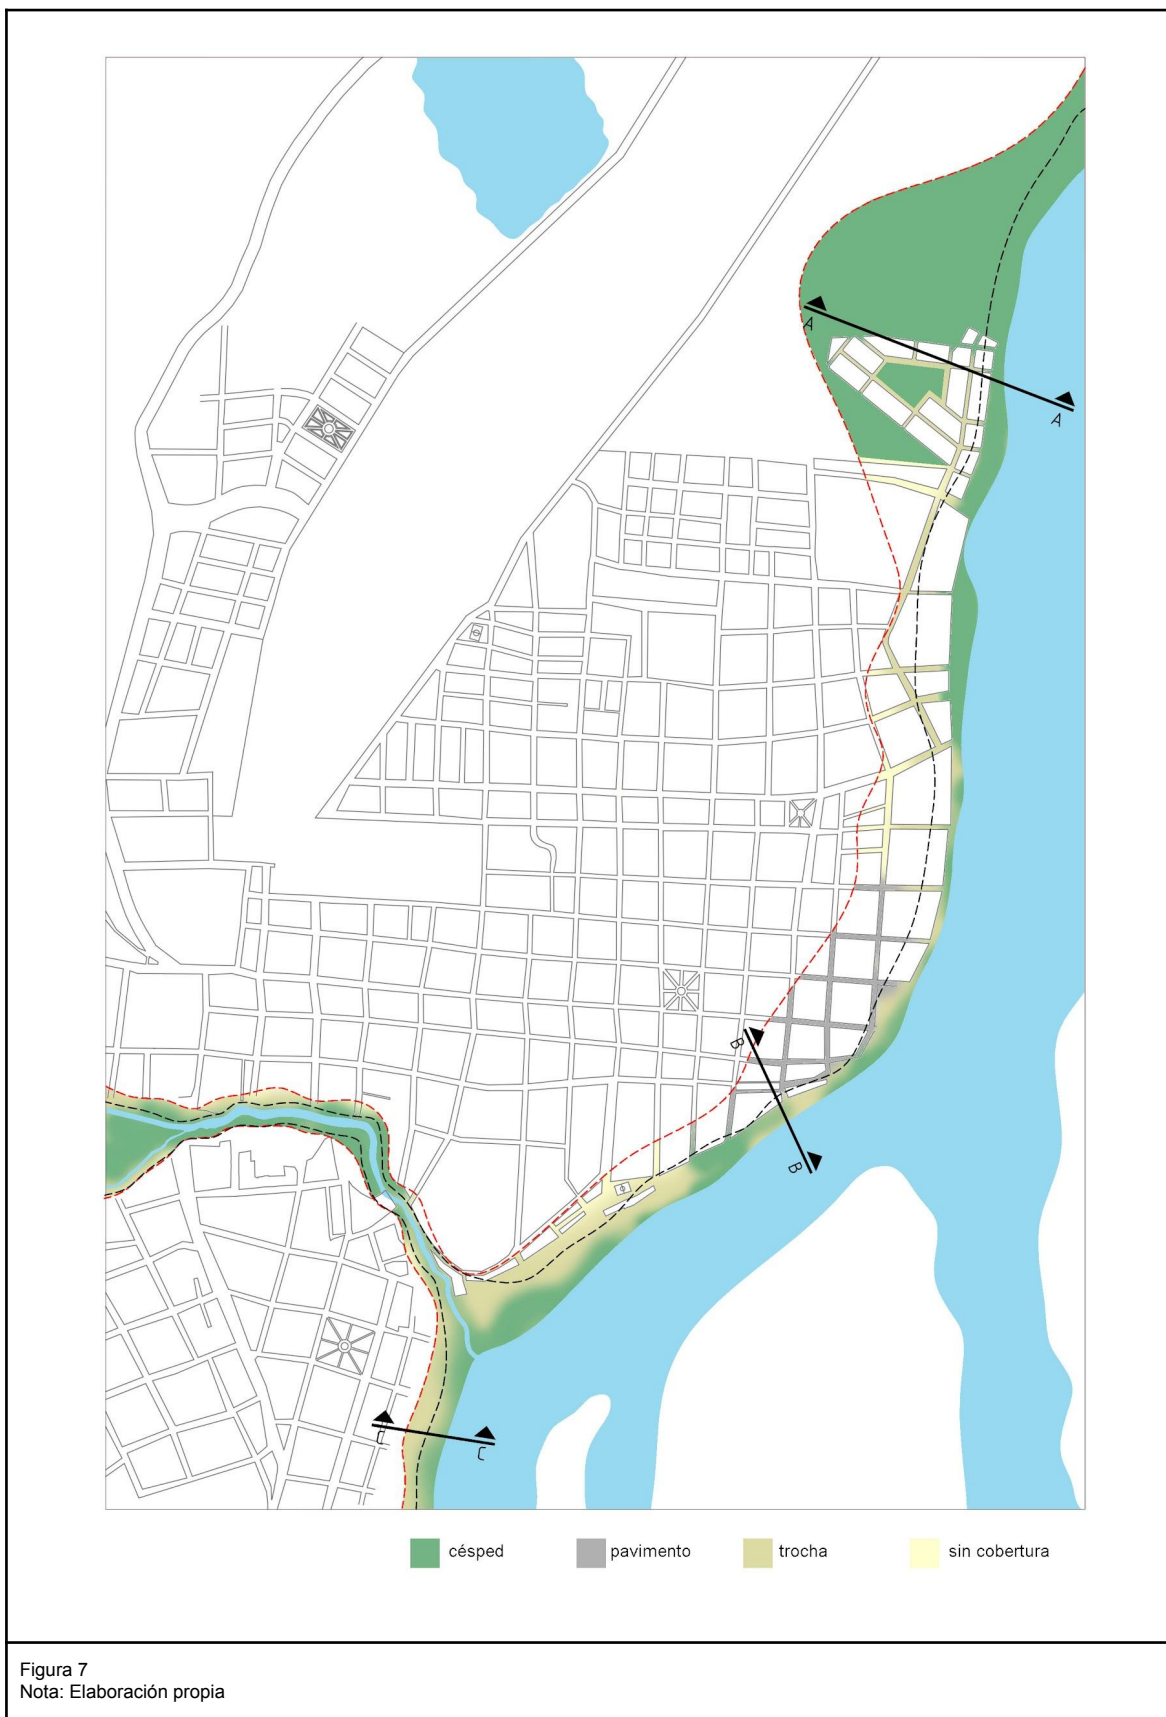 A
A
B
B
C
C
césped
pavimento
trocha
sin cobertura
Figura 7
Nota: Elaboración propia